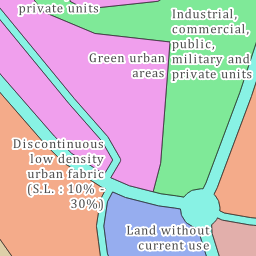 private units
Industrial,
commercial,
public,
military and
private units
Green urban
areas
Discontinuous
low density
urban fabric
(S.L. : 10% -
30%)
Land without
current use